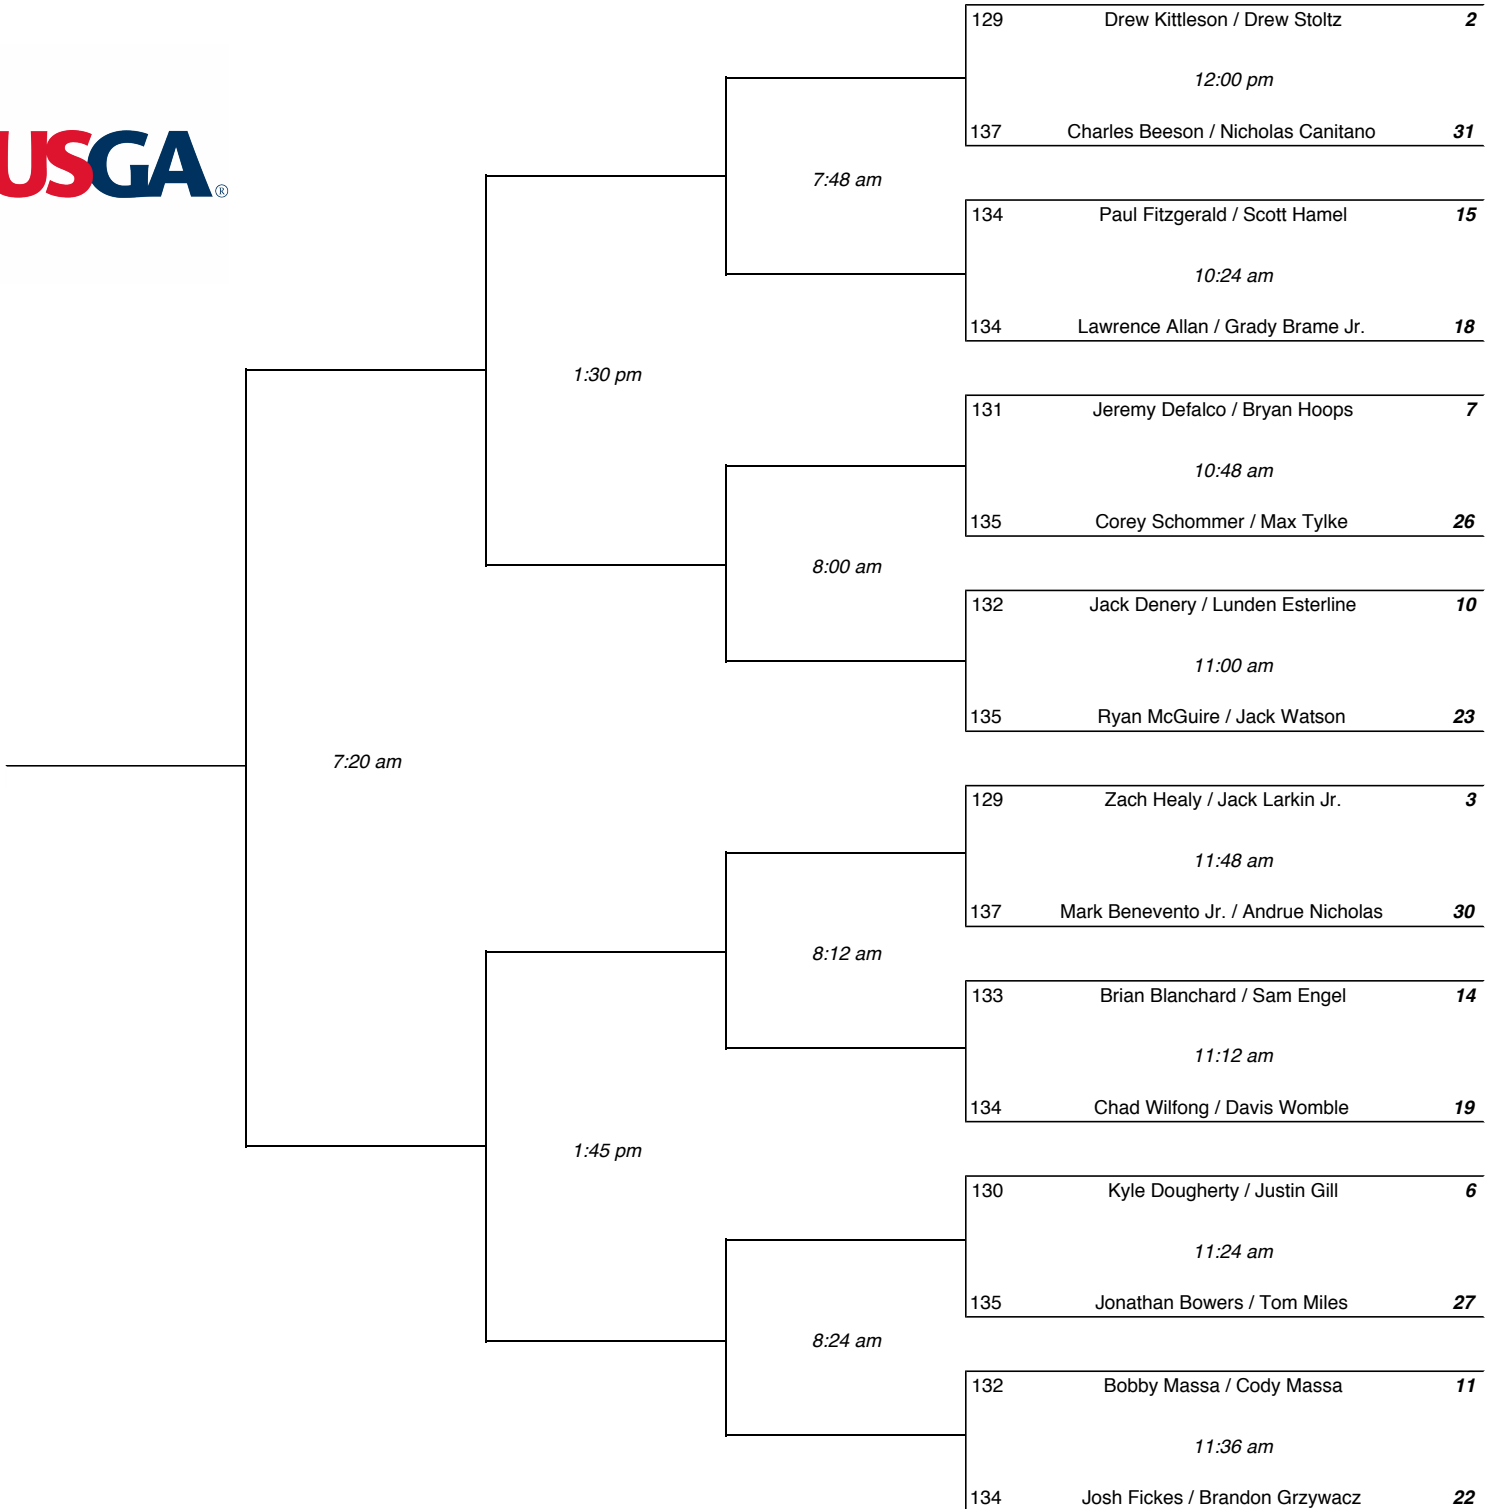 129 Drew Kittleson / Drew Stoltz 2
12:00 pm
USGA®
137 Charles Beeson / Nicholas Canitano 31
7:48 am
134 Paul Fitzgerald / Scott Hamel 15
10:24 am
134 Lawrence Allan / Grady Brame Jr. 18
1:30 pm
131 Jeremy Defalco / Bryan Hoops 7
10:48 am
135 Corey Schommer / Max Tylke 26
8:00 am
132 Jack Denery / Lunden Esterline 10
11:00 am
135 Ryan McGuire / Jack Watson 23
7:20 am
129 Zach Healy / Jack Larkin Jr. 3
11:48 am
137 Mark Benevento Jr. / Andrue Nicholas 30
8:12 am
133 Brian Blanchard / Sam Engel 14
11:12 am
134 Chad Wilfong / Davis Womble 19
1:45 pm
130 Kyle Dougherty / Justin Gill 6
11:24 am
135 Jonathan Bowers / Tom Miles 27
8:24 am
132 Bobby Massa / Cody Massa 11
11:36 am
134 Josh Fickes / Brandon Grzywacz 22